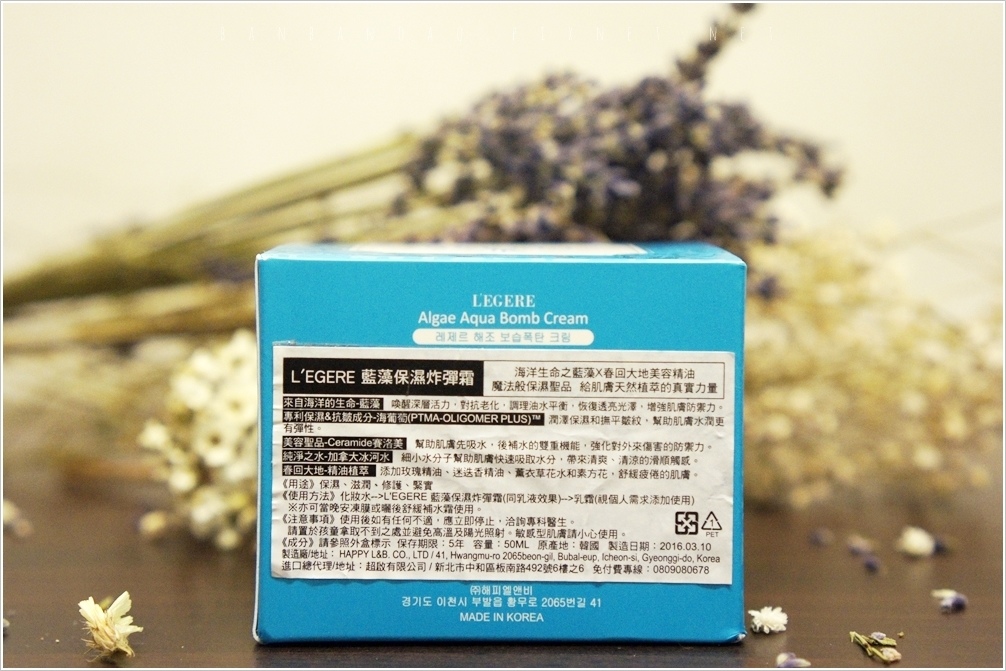 L'EGERE
Algae Aqua Bomb Cream
레제르 해조 보습폭탄 크림
L'EGERE 藍藻保濕炸彈霜
海洋生命之藍藻X春回大地美容精油
魔法般保濕聖品 給肌膚天然植萃的真實力量
來自海洋的生命-藍藻 喚醒深層活力，對抗老化，調理油水平衡，恢復透亮光澤，增強肌膚防禦力。
專利保濕&抗皺成分-海葡萄(PTMA-OLIGOMER PLUS)™ 潤澤保濕和撫平皺紋，幫助肌膚水潤更
有彈性。
美容聖品-Ceramide賽洛美 幫助肌膚先吸水，後補水的雙重機能，強化對外來傷害的防禦力。
純淨之水-加拿大冰河水 細小水分子幫助肌膚快速吸取水分，帶來清爽、清涼的滑順觸感。
春回大地-精油植萃 添加玫瑰精油、迷迭香精油、薰衣草花水和素方花，舒緩疲倦的肌膚。
《用途》保濕、滋潤、修護、緊實
《使用方法》化妝水-->L'EGERE 藍藻保濕炸彈霜(同乳液效果)-->乳霜(視個人需求添加使用)
※亦可當晚安凍膜或曬後舒緩補水霜使用。
《注意事項》使用後如有任何不適，應立即停止，洽詢專科醫生。
請置於孩童拿取不到之處並避免高溫及陽光照射。敏感型肌膚請小心使用。
《成分》請參照外盒標示 保存期限：5年 容量：50ML 原產地：韓國 製造日期：2016.03.10
製造廠/地址： HAPPY L&B. CO., LTD / 41, Hwangmu-ro 2065beon-gil, Bubal-eup, Icheon-si, Gyeonggi-do, Korea
進口總代理/地址：超啟有限公司 / 新北市中和區板南路492號6樓之6 免付費專線：0809080678
1
PET
㈜해피엘앤비
경기도 이천시 부발읍 황무로 2065번길 41
MADE IN KOREA